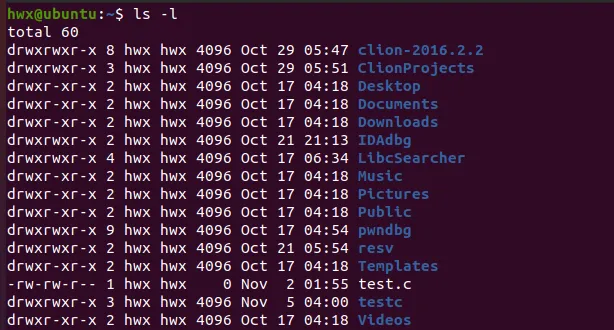 hwx@ubuntu:~$ ls -l
total 60
drwxrwxr-x 8 hwx hwx 4096 Oct 29 05:47 clion-2016.2.2
drwxrwxr-x 3 hwx hwx 4096 Oct 29 05:51 ClionProjects
drwxr-xr-x 2 hwx hwx 4096 Oct 17 04:18 Desktop
drwxr-xr-x 2 hwx hwx 4096 Oct 17 04:18 Documents
drwxr-xr-x 2 hwx hwx 4096 Oct 17 04:18 Downloads
drwxrwxr-x 2 hwx hwx 4096 Oct 21 21:13 IDAdbg
drwxrwxr-x 4 hwx hwx 4096 Oct 17 06:34 LibcSearcher
drwxr-xr-x 2 hwx hwx 4096 Oct 17 04:18 Music
drwxr-xr-x 2 hwx hwx 4096 Oct 17 04:18 Pictures
drwxr-xr-x 2 hwx hwx 4096 Oct 17 04:18 Public
drwxrwxr-x 9 hwx hwx 4096 Oct 17 04:54 pwndbg
drwxrwxr-x 2 hwx hwx 4096 Oct 21 05:54 resv
drwxr-xr-x 2 hwx hwx 4096 Oct 17 04:18 Templates
-rw-rw-r-- 1 hwx hwx    0 Nov  2 01:55 test.c
drwxrwxr-x 3 hwx hwx 4096 Nov  5 04:00 testc
drwxr-xr-x 2 hwx hwx 4096 Oct 17 04:18 Videos